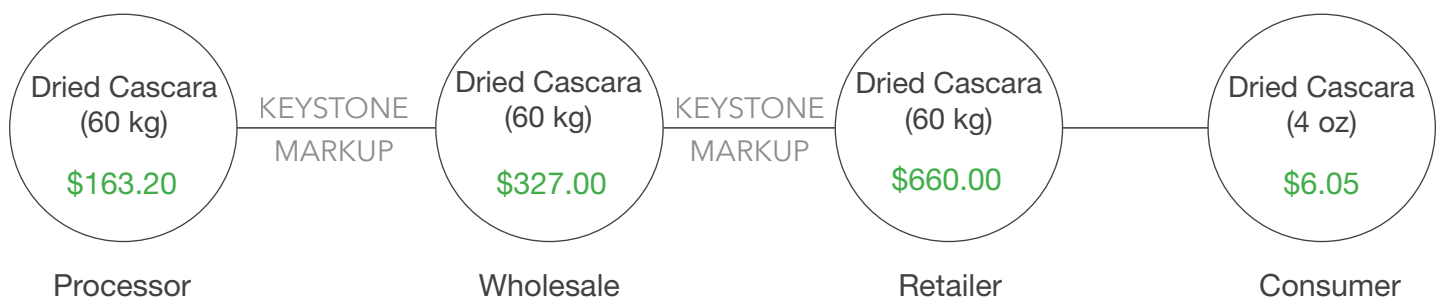 Dried Cascara
(60 kg)
$163.20
Processor
KEYSTONE
MARKUP
Dried Cascara
(60 kg)
$327.00
Wholesale
KEYSTONE
MARKUP
Dried Cascara
(60 kg)
$660.00
Retailer
Dried Cascara
(4 oz)
$6.05
Consumer